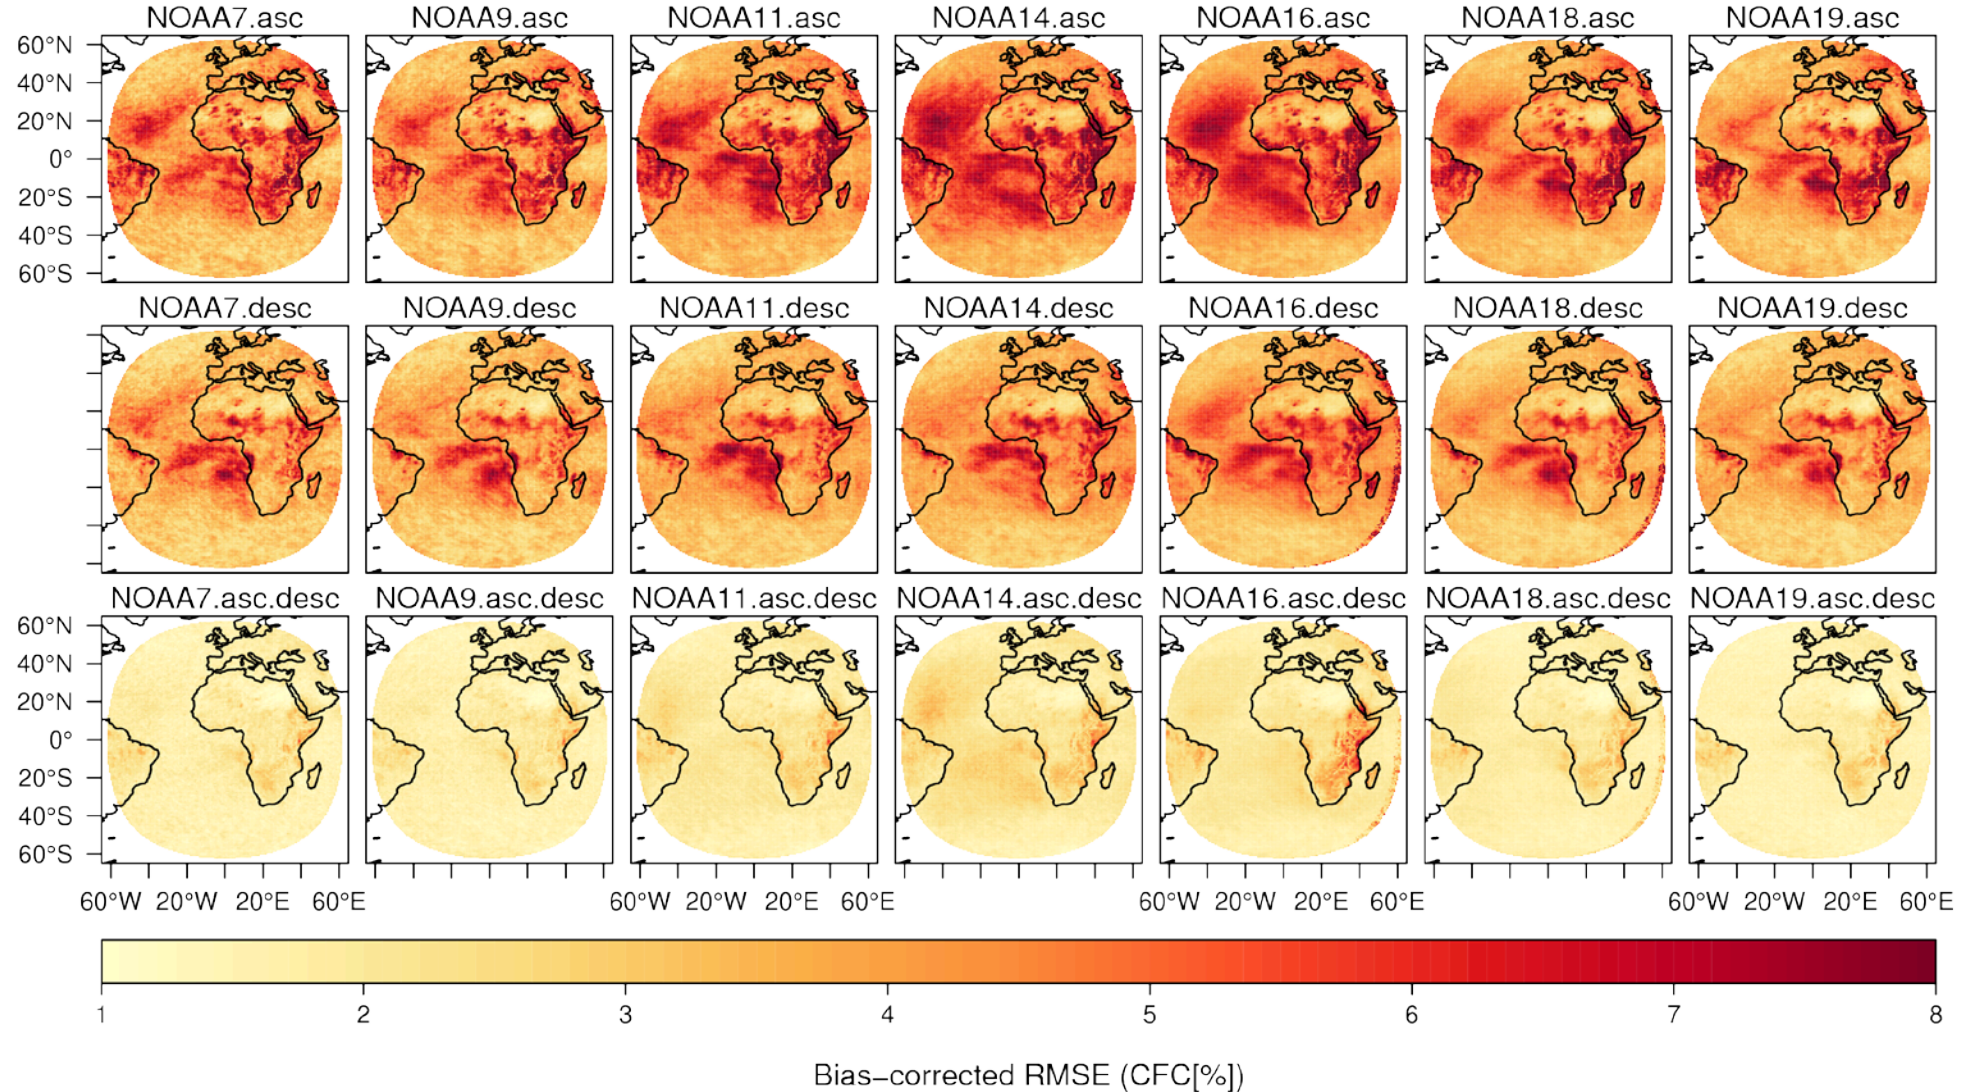 NOAA7.asc NOAA9.asc NOAA11.asc NOAA14.asc NOAA16.asc NOAA18.asc NOAA19.asc
60°N
40°N
20°N
0°
20°S
40°S
60°S
NOAA7.desc NOAA9.desc NOAA11.desc NOAA14.desc NOAA16.desc NOAA18.desc NOAA19.desc
NOAA7.asc.desc NOAA9.asc.desc NOAA11.asc.desc NOAA14.asc.desc NOAA16.asc.desc NOAA18.asc.desc NOAA19.asc.desc
60°N
40°N
20°N
0°
20°S
40°S
60°S
60°W 20°W 20°E 60°E 60°W 20°W 20°E 60°E 60°W 20°W 20°E 60°E 60°W 20°W 20°E 60°E
1 2 3 4 5 6 7 8
Bias−corrected RMSE (CFC[%])